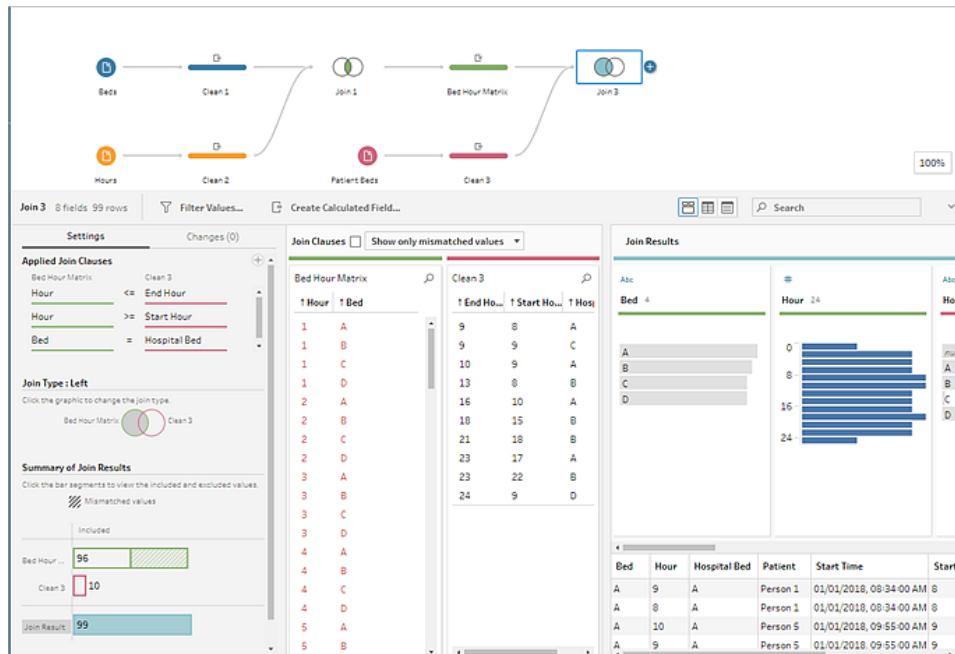 Beds Clean 1 Join 1 Bed Hour Matrix Join 3
Hours Clean 2 Patient Beds Clean 3
100%
Join 3 8 fields 99 rows Filter Values... Create Calculated Field... Search
Settings Changes (0)
Applied Join Clauses
Bed Hour Matrix Clean 3
Hour <= End Hour
Hour >= Start Hour
Bed = Hospital Bed
Join Type : Left
Click the graphic to change the join type.
Bed Hour Matrix Clean 3
Summary of Join Results
Click the bar segments to view the included and excluded values.
Mismatched values
Included
Bed Hour ... 96
Clean 3 10
Join Result 99
Join Clauses Show only mismatched values
Bed Hour Matrix
Hour Bed
1 A
1 B
1 C
1 D
2 A
2 B
2 C
2 D
3 A
3 B
3 C
3 D
4 A
4 B
4 C
4 D
5 A
5 B
Clean 3
End Ho... Start Ho... Hosp
9 8 A
9 9 C
10 9 A
13 8 B
16 10 A
18 15 B
21 18 B
23 17 A
23 22 B
24 9 D
Join Results
Abc
Bed 4
A
B
C
D
#
Hour 24
0
8
16
24
Abc
Ho
nu
A
B
C
D
Bed Hour Hospital Bed Patient Start Time Start
A 9 A Person 1 01/01/2018, 08:34:00 AM 8
A 8 A Person 1 01/01/2018, 08:34:00 AM 8
A 10 A Person 5 01/01/2018, 09:55:00 AM 9
A 9 A Person 5 01/01/2018, 09:55:00 AM 9